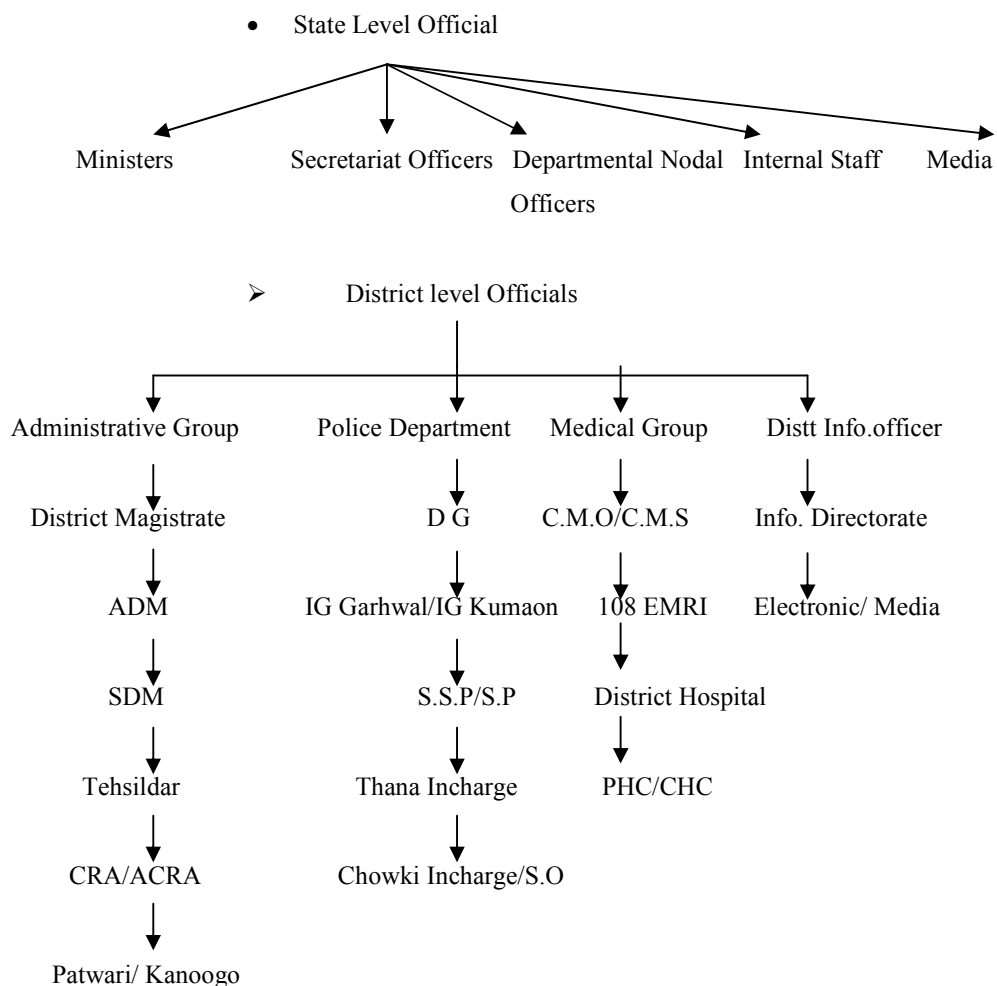 • State Level Official
Ministers Secretariat Officers Departmental Nodal Internal Staff Media
Officers
➢ District level Officials
Administrative Group Police Department Medical Group Distt Info.officer
District Magistrate D G C.M.O/C.M.S Info. Directorate
ADM IG Garhwal/IG Kumaon 108 EMRI Electronic/ Media
SDM S.S.P/S.P District Hospital
Tehsildar Thana Incharge PHC/CHC
CRA/ACRA Chowki Incharge/S.O
Patwari/ Kanoogo